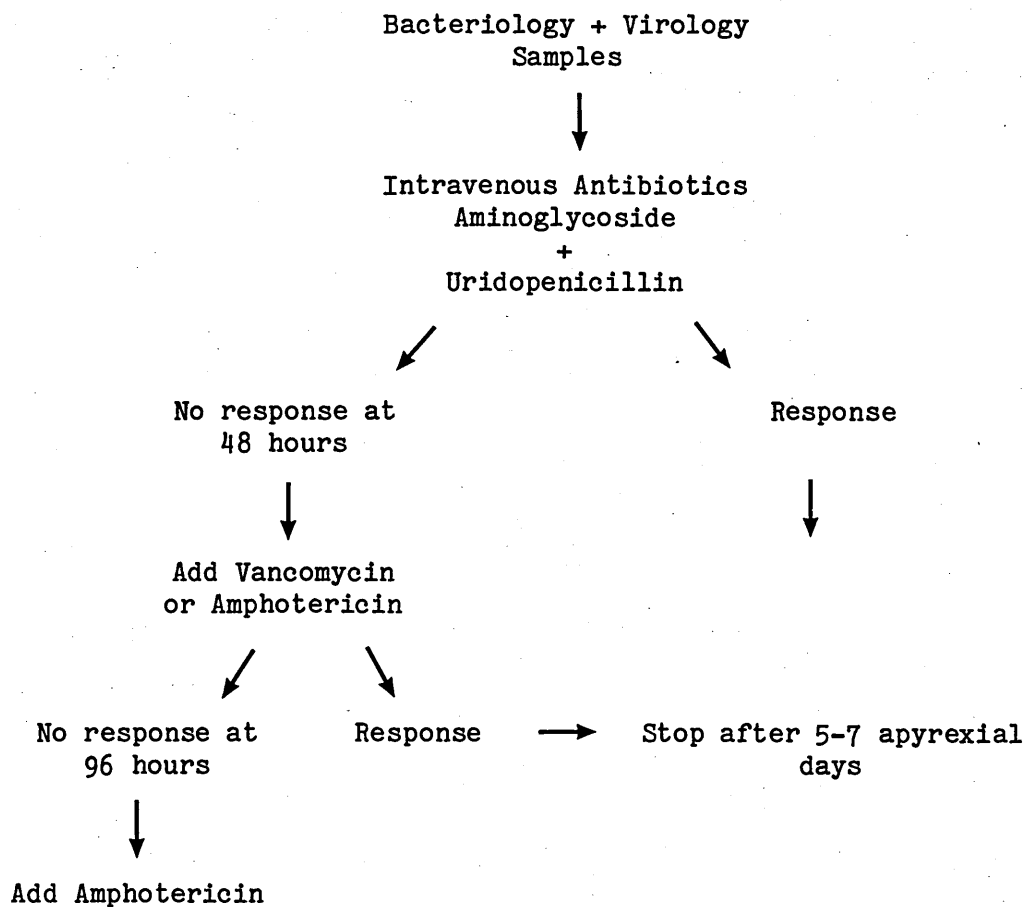 Bacteriology + Virology
Samples
Intravenous Antibiotics
Aminoglycoside
+
Uridopenicillin
No response at
48 hours
Response
Add Vancomycin
or Amphotericin
No response at
96 hours
Response
Stop after 5-7 apyrexial
days
Add Amphotericin